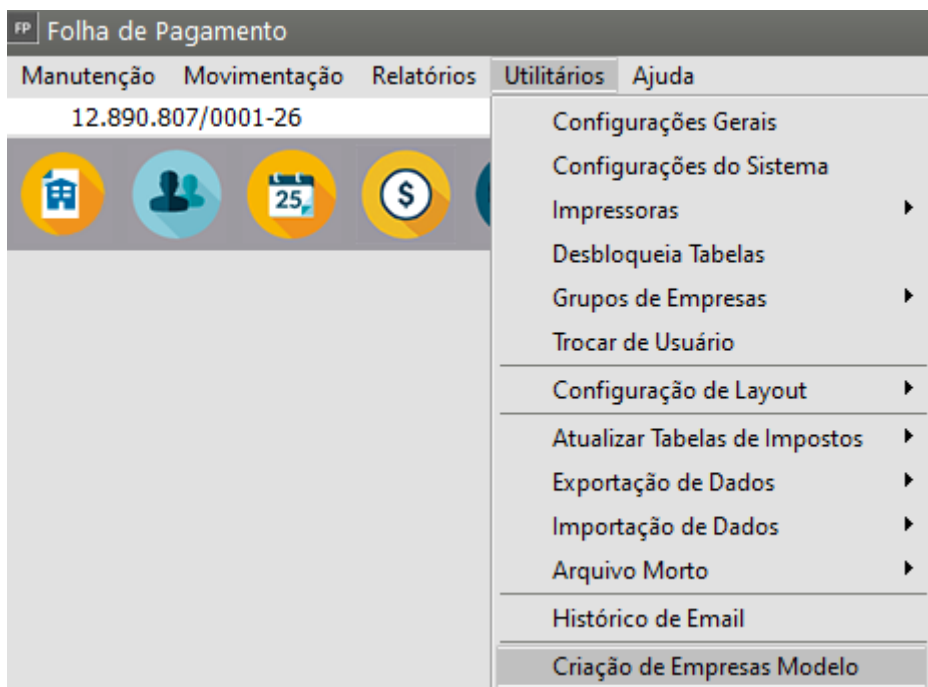 FP Folha de Pagamento
Manutenção Movimentação Relatórios Utilitários Ajuda
12.890.807/0001-26
25
$
Configurações Gerais
Configurações do Sistema
Impressoras
Desbloqueia Tabelas
Grupos de Empresas
Trocar de Usuário
Configuração de Layout
Atualizar Tabelas de Impostos
Exportação de Dados
Importação de Dados
Arquivo Morto
Histórico de Email
Criação de Empresas Modelo